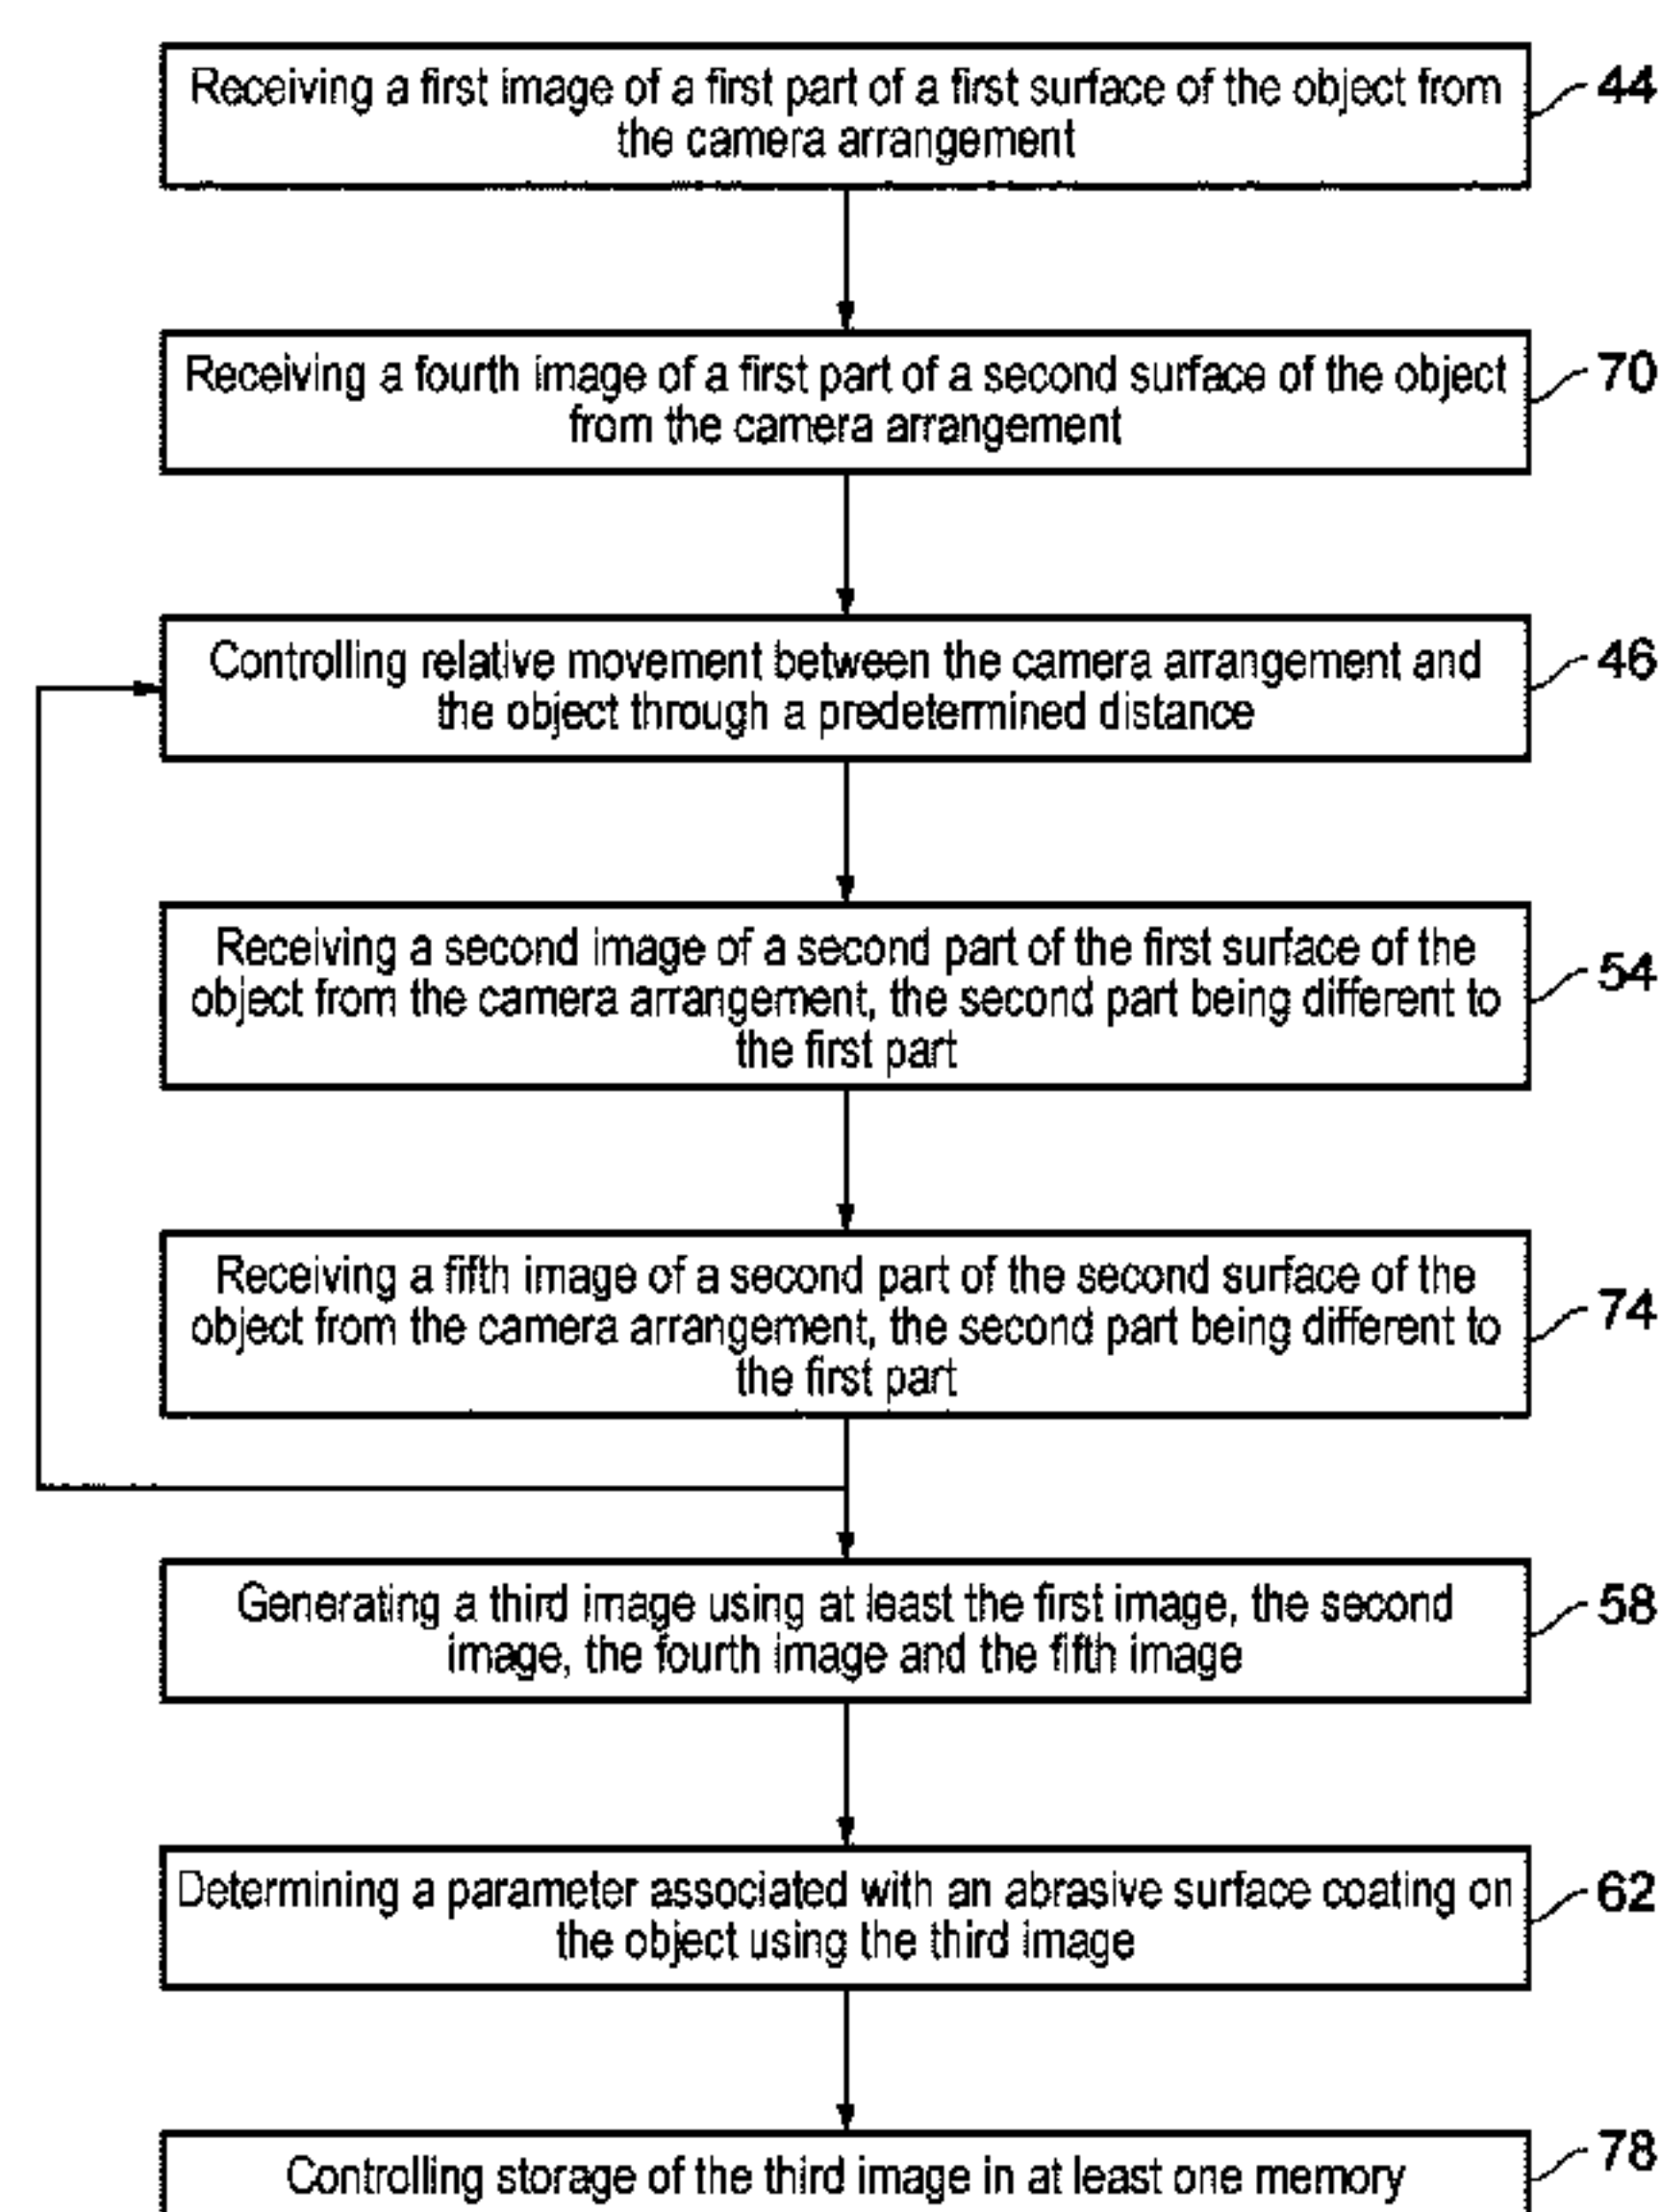 Receiving a first image of a first part of a first surface of the object from
the camera arrangement
44
Receiving a fourth image of a first part of a second surface of the object
from the camera arrangement
70
Controlling relative movement between the camera arrangement and
the object through a predetermined distance
46
Receiving a second image of a second part of the first surface of the
object from the camera arrangement, the second part being different to
the first part
54
Receiving a fifth image of a second part of the second surface of the
object from the camera arrangement, the second part being different to
the first part
74
Generating a third image using at least the first image, the second
image, the fourth image and the fifth image
58
Determining a parameter associated with an abrasive surface coating on
the object using the third image
62
Controlling storage of the third image in at least one memory
78